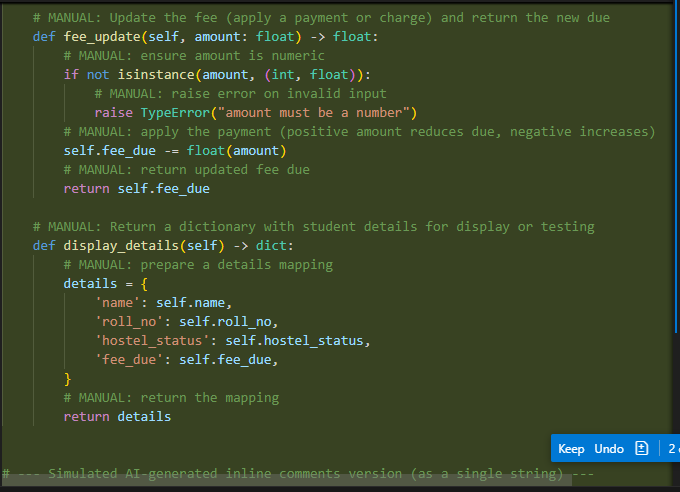 # MANUAL: Update the fee (apply a payment or charge) and return the new due
def fee_update(self, amount: float) -> float:
# MANUAL: ensure amount is numeric
if not isinstance(amount, (int, float)):
# MANUAL: raise error on invalid input
raise TypeError("amount must be a number")
# MANUAL: apply the payment (positive amount reduces due, negative increases)
self.fee_due -= float(amount)
# MANUAL: return updated fee due
return self.fee_due
# MANUAL: Return a dictionary with student details for display or testing
def display_details(self) -> dict:
# MANUAL: prepare a details mapping
details = {
'name': self.name,
'roll_no': self.roll_no,
'hostel_status': self.hostel_status,
'fee_due': self.fee_due,
}
# MANUAL: return the mapping
return details
Keep Undo 2
# --- Simulated AI-generated inline comments version (as a single string) ---